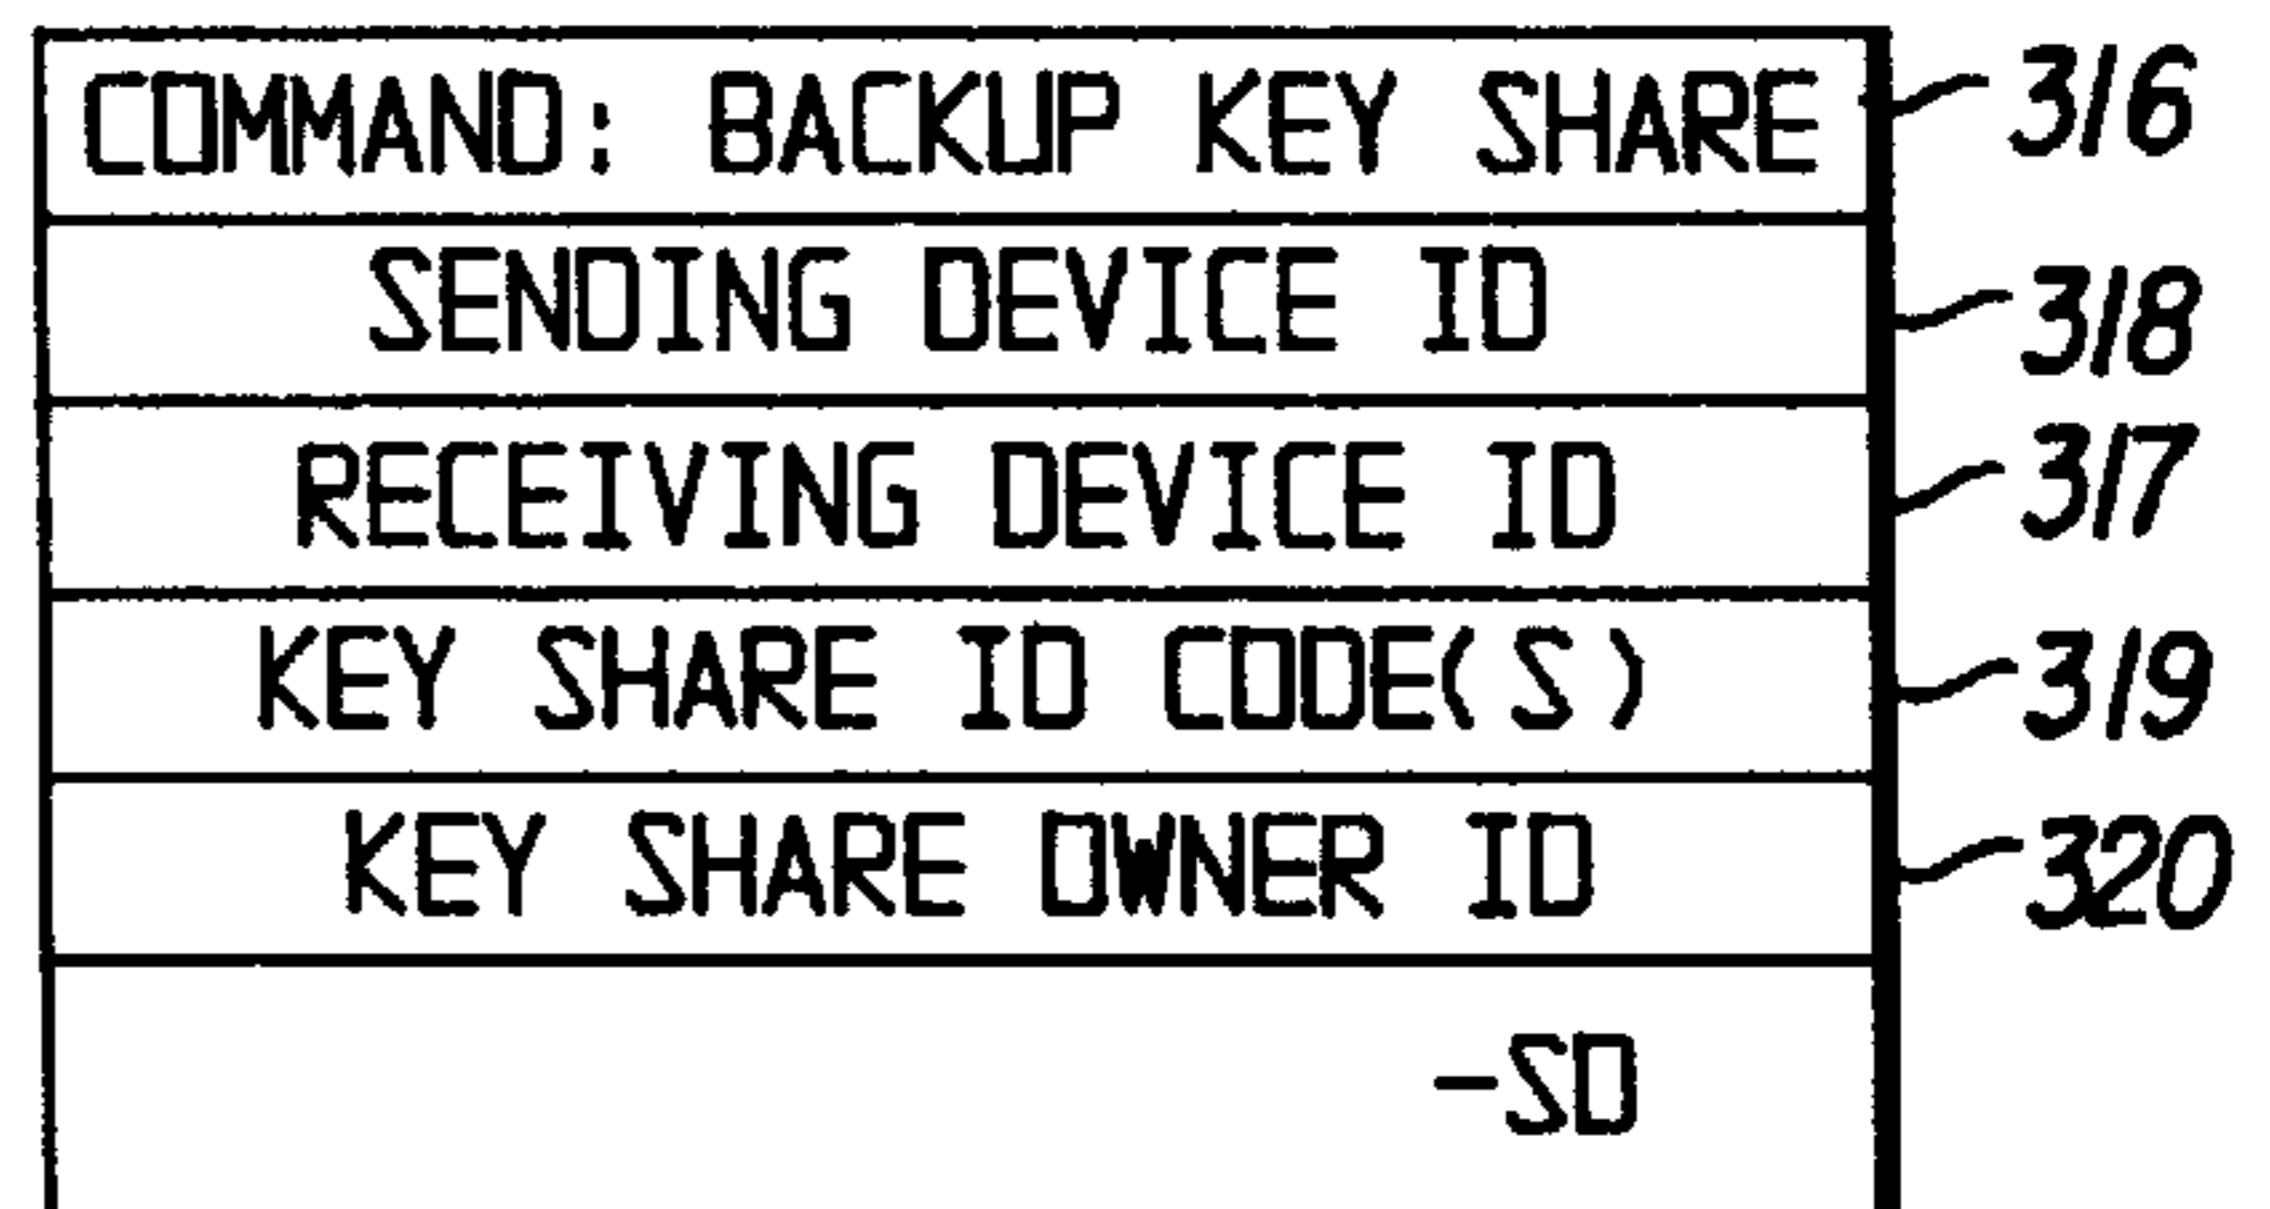 COMMAND: BACKUP KEY SHARE 316
SENDING DEVICE ID 318
RECEIVING DEVICE ID 317
KEY SHARE ID CODE(S) 319
KEY SHARE OWNER ID 320
-SD